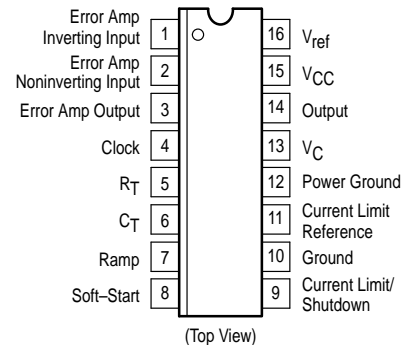 Error Amp
Inverting Input
1
Error Amp
Noninverting Input
2
Error Amp Output
3
Clock
4
RT
5
CT
6
Ramp
7
Soft–Start
8
16
Vref
15
VCC
14
Output
13
VC
12
Power Ground
11
Current Limit
Reference
10
Ground
9
Current Limit/
Shutdown
(Top View)